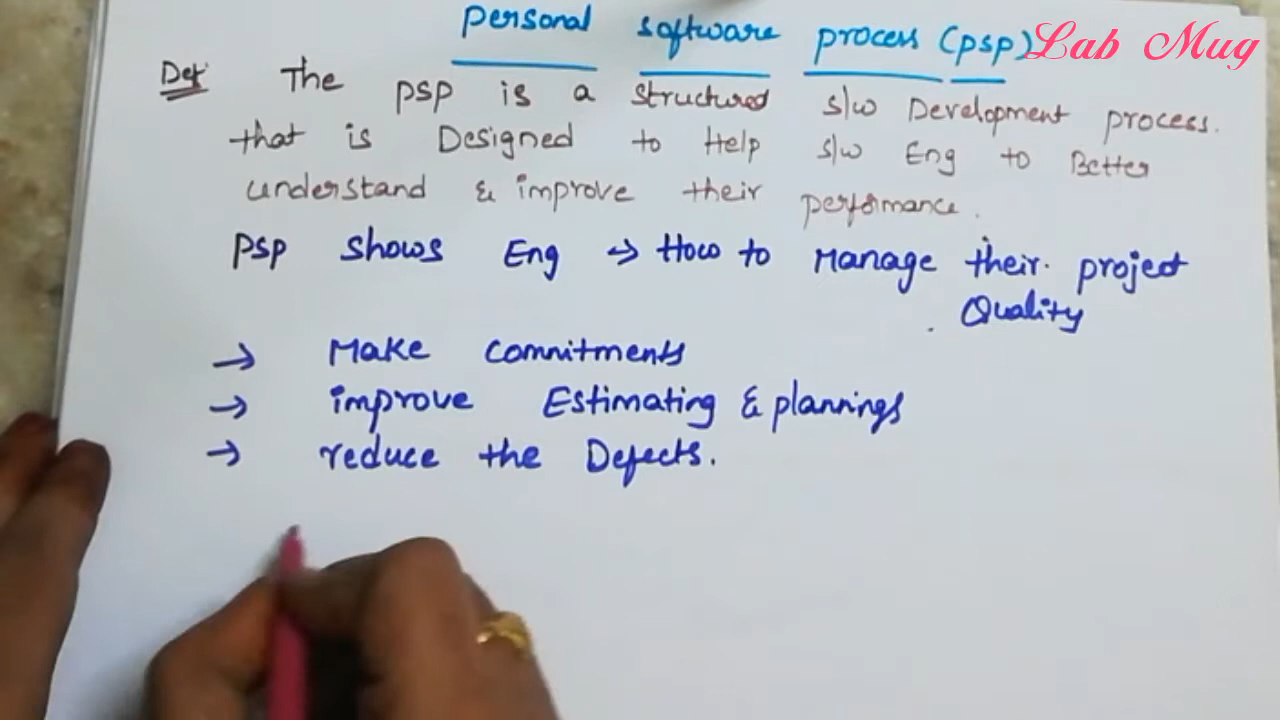 personal software process (psp)
Lab Mug
Def The psp is a structured s/w Development process.
that is Designed to Help s/w Eng to Better
understand & improve their performance.
psp shows Eng → How to Manage their project
Quality
→ Make commitments
→ improve Estimating & plannings
→ reduce the Defects.